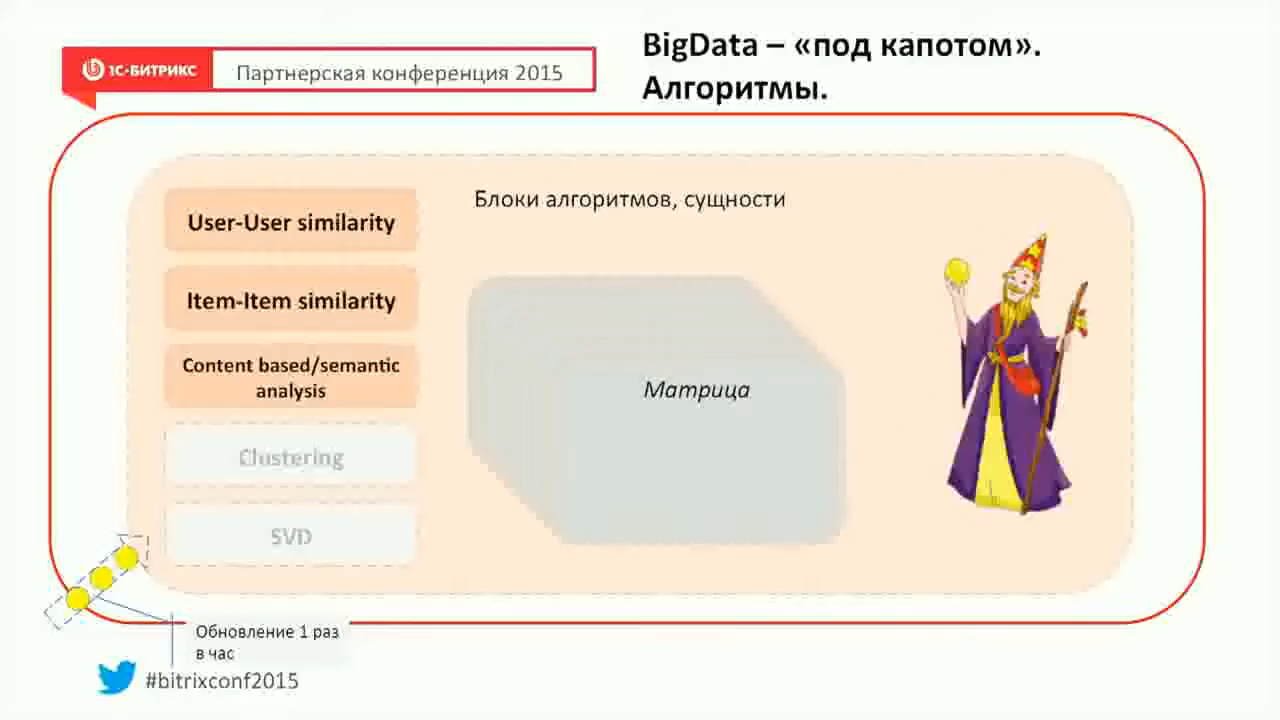 1С-БИТРИКС
Партнерская конференция 2015
BigData – «под капотом».
Алгоритмы.
User-User similarity
Item-Item similarity
Content based/semantic
analysis
Clustering
SVD
Блоки алгоритмов, сущности
Матрица
Обновление 1 раз
в час
#bitrixconf2015